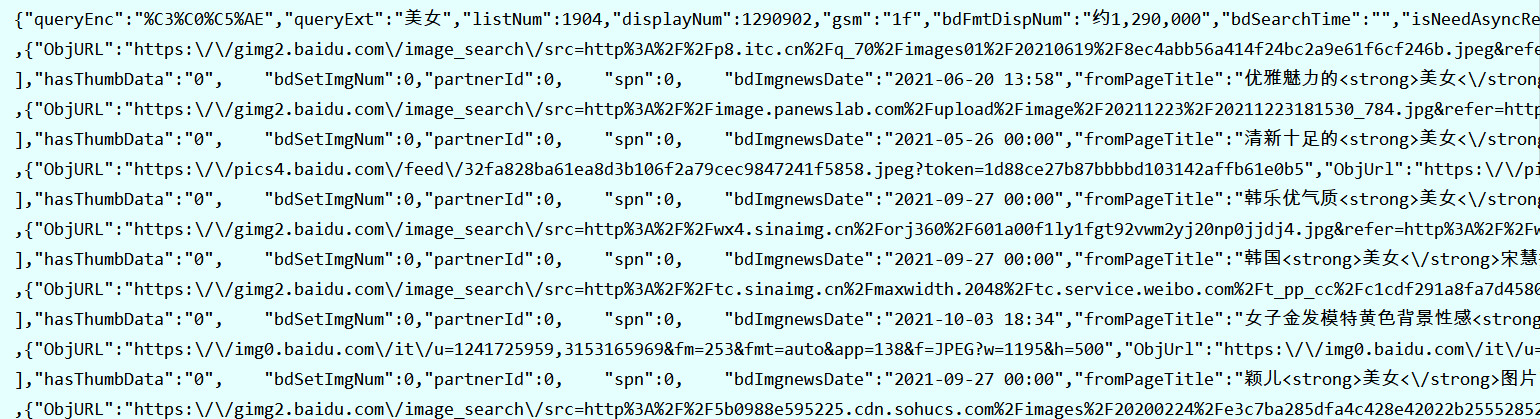 {"queryEnc":"%C3%C0%C5%AE","queryExt":"美女","listNum":1904,"displayNum":1290902,"gsm":"1f","bdFmtDispNum":"约1,290,000","bdSearchTime":"","isNeedAsyncRe
,{"ObjURL":"https:\/\/gimg2.baidu.com\/image_search\/src=http%3A%2F%2Fp8.itc.cn%2Fq_70%2Fimages01%2F20210619%2F8ec4abb56a414f24bc2a9e61f6cf246b.jpeg&refe
],"hasThumbData":"0",    "bdSetImgNum":0,"partnerId":0,    "spn":0,    "bdImgnewsDate":"2021-06-20 13:58","fromPageTitle":"优雅魅力的<strong>美女<\/stron
,{"ObjURL":"https:\/\/gimg2.baidu.com\/image_search\/src=http%3A%2F%2Fimage.panewslab.com%2Fupload%2Fimage%2F20211223%2F20211223181530_784.jpg&refer=http
],"hasThumbData":"0",    "bdSetImgNum":0,"partnerId":0,    "spn":0,    "bdImgnewsDate":"2021-05-26 00:00","fromPageTitle":"清新十足的<strong>美女<\/stron
,{"ObjURL":"https:\/\/pics4.baidu.com\/feed\/32fa828ba61ea8d3b106f2a79cec9847241f5858.jpeg?token=1d88ce27b87bbbbd103142affb61e0b5","ObjUrl":"https:\/\/pi
],"hasThumbData":"0",    "bdSetImgNum":0,"partnerId":0,    "spn":0,    "bdImgnewsDate":"2021-09-27 00:00","fromPageTitle":"韩乐优气质<strong>美女<\/stron
,{"ObjURL":"https:\/\/gimg2.baidu.com\/image_search\/src=http%3A%2F%2Fwx4.sinaimg.cn%2Forj360%2F601a00f1ly1fgt92vwm2yj20np0jjdj4.jpg&refer=http%3A%2F%2Fw
],"hasThumbData":"0",    "bdSetImgNum":0,"partnerId":0,    "spn":0,    "bdImgnewsDate":"2021-09-27 00:00","fromPageTitle":"韩国<strong>美女<\/strong>宋慧
,{"ObjURL":"https:\/\/gimg2.baidu.com\/image_search\/src=http%3A%2F%2Ftc.sinaimg.cn%2Fmaxwidth.2048%2Ftc.service.weibo.com%2Ft_pp_cc%2Fc1cdf291a8fa7d4580
],"hasThumbData":"0",    "bdSetImgNum":0,"partnerId":0,    "spn":0,    "bdImgnewsDate":"2021-10-03 18:34","fromPageTitle":"女子金发模特黄色背景性感<strong
,{"ObjURL":"https:\/\/img0.baidu.com\/it\/u=1241725959,3153165969&fm=253&fmt=auto&app=138&f=JPEG?w=1195&h=500","ObjUrl":"https:\/\/img0.baidu.com\/it\/u=
],"hasThumbData":"0",    "bdSetImgNum":0,"partnerId":0,    "spn":0,    "bdImgnewsDate":"2021-09-27 00:00","fromPageTitle":"颖儿<strong>美女<\/strong>图片
,{"ObjURL":"https:\/\/gimg2.baidu.com\/image_search\/src=http%3A%2F%2F5b0988e595225.cdn.sohucs.com%2Fimages%2F20200224%2Fe3c7ba285dfa4c428e42022b2555285